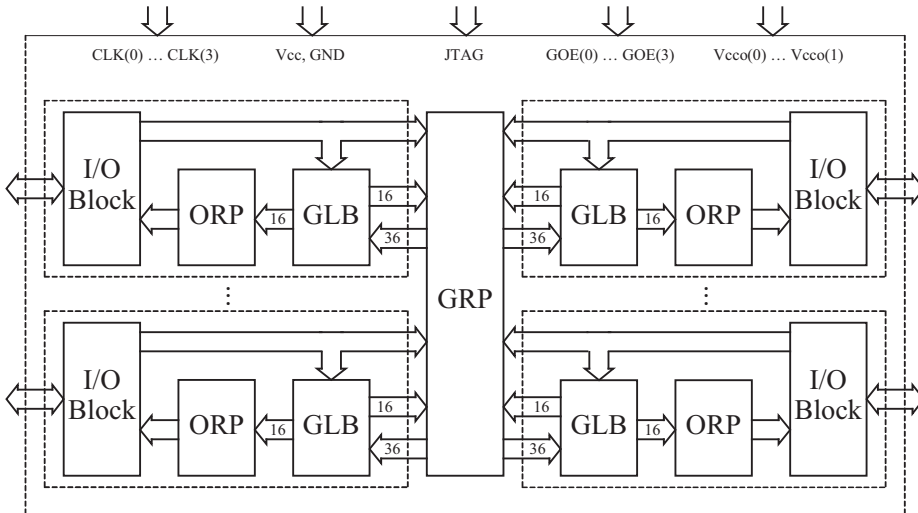 CLK(0) … CLK(3)
Vcc, GND
JTAG
GOE(0) … GOE(3)
Vcco(0) … Vcco(1)
I/O
Block
ORP
16
GLB
16
36
GRP
16
36
GLB
16
ORP
I/O
Block
⋮
⋮
I/O
Block
ORP
16
GLB
16
36
16
36
GLB
16
ORP
I/O
Block